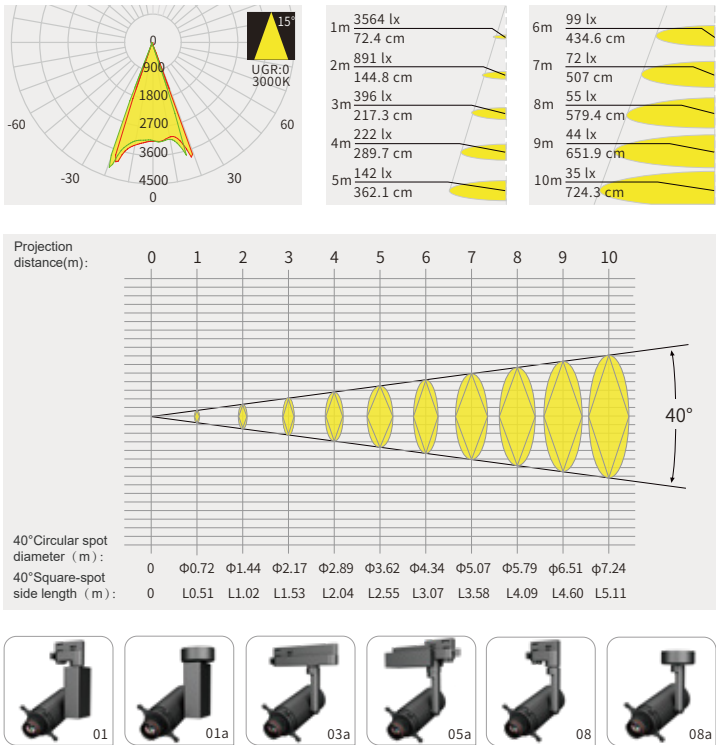 15°
UGR:0
3000K
0
900
1800
2700
3600
4500
0
-60
60
-30
30
1m
3564 lx
72.4 cm
2m
891 lx
144.8 cm
3m
396 lx
217.3 cm
4m
222 lx
289.7 cm
5m
142 lx
362.1 cm
6m
99 lx
434.6 cm
7m
72 lx
507 cm
8m
55 lx
579.4 cm
9m
44 lx
651.9 cm
10m
35 lx
724.3 cm
Projection
distance(m):
0 1 2 3 4 5 6 7 8 9 10
40°
40°Circular spot
diameter（m）:
0 Φ0.72 Φ1.44 Φ2.17 Φ2.89 Φ3.62 Φ4.34 Φ5.07 Φ5.79 Φ6.51 φ7.24
40°Square-spot
side length（m）:
0 L0.51 L1.02 L1.53 L2.04 L2.55 L3.07 L3.58 L4.09 L4.60 L5.11
01
01a
03a
05a
08
08a